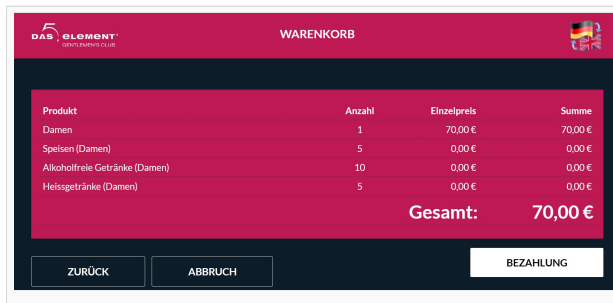 DAS 5. ELEMENT
GENTLEMEN'S CLUB
WARENKORB
Produkt Anzahl Einzelpreis Summe
Damen 1 70,00 € 70,00 €
Speisen (Damen) 5 0,00 € 0,00 €
Alkoholfreie Getränke (Damen) 10 0,00 € 0,00 €
Heissgetränke (Damen) 5 0,00 € 0,00 €
Gesamt: 70,00 €
ZURÜCK ABBRUCH BEZAHLUNG